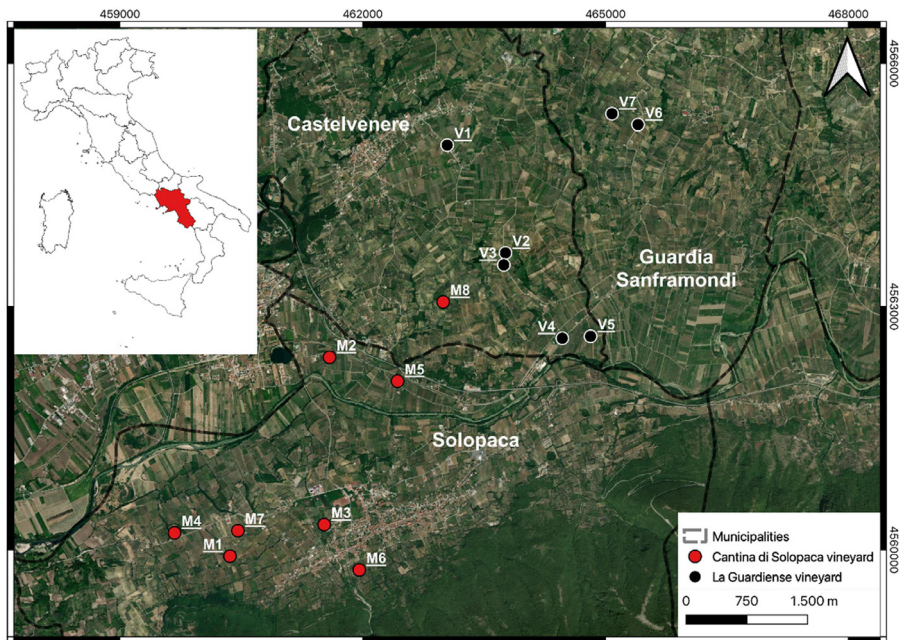 459000
462000
465000
468000
4566000
Castelvenere
V1
V7
V6
V2
V3
Guardia
Sanframondi
M8
4563000
V4
V5
M2
M5
Solopaca
M4
M7
M3
M1
M6
4560000
Municipalities
Cantina di Solopaca vineyard
La Guardiense vineyard
0 750 1.500 m